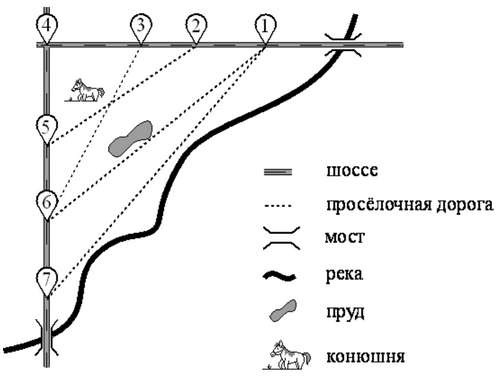 4 3 2 1
5
6
7
шоссе
просёлочная дорога
мост
река
пруд
конюшня